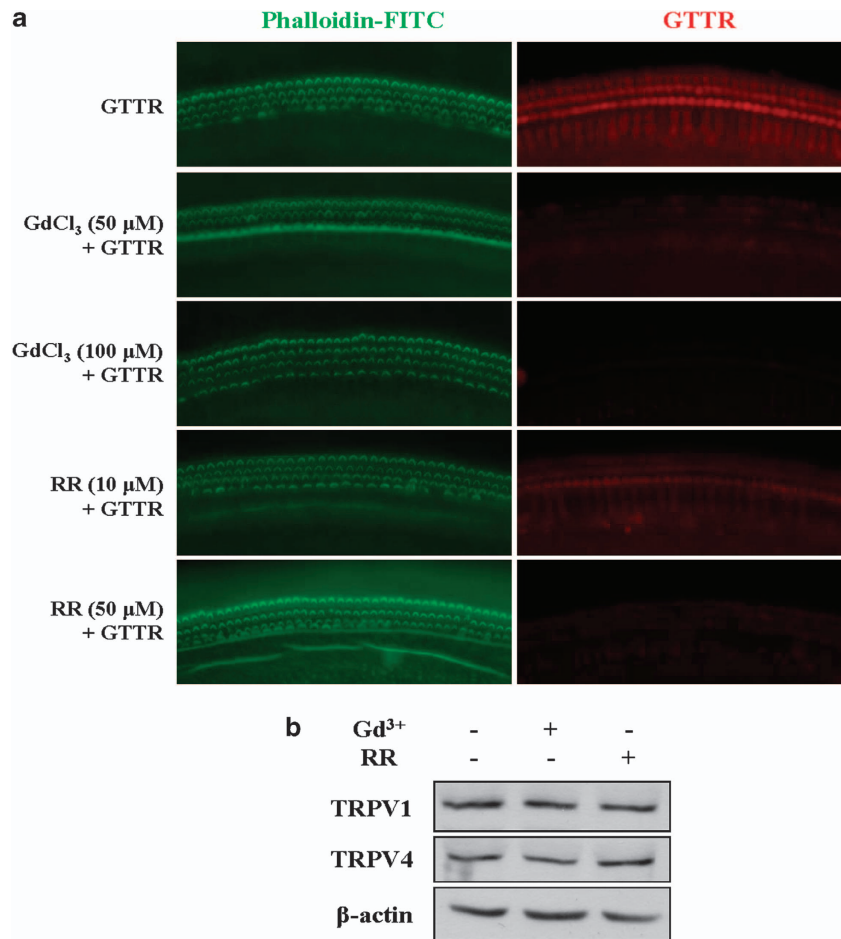 a
Phalloidin-FITC GTTR
GTTR
GdCl₃ (50 µM)
+ GTTR
GdCl₃ (100 µM)
+ GTTR
RR (10 µM)
+ GTTR
RR (50 µM)
+ GTTR
b
Gd³⁺ - + -
RR - - +
TRPV1
TRPV4
β-actin